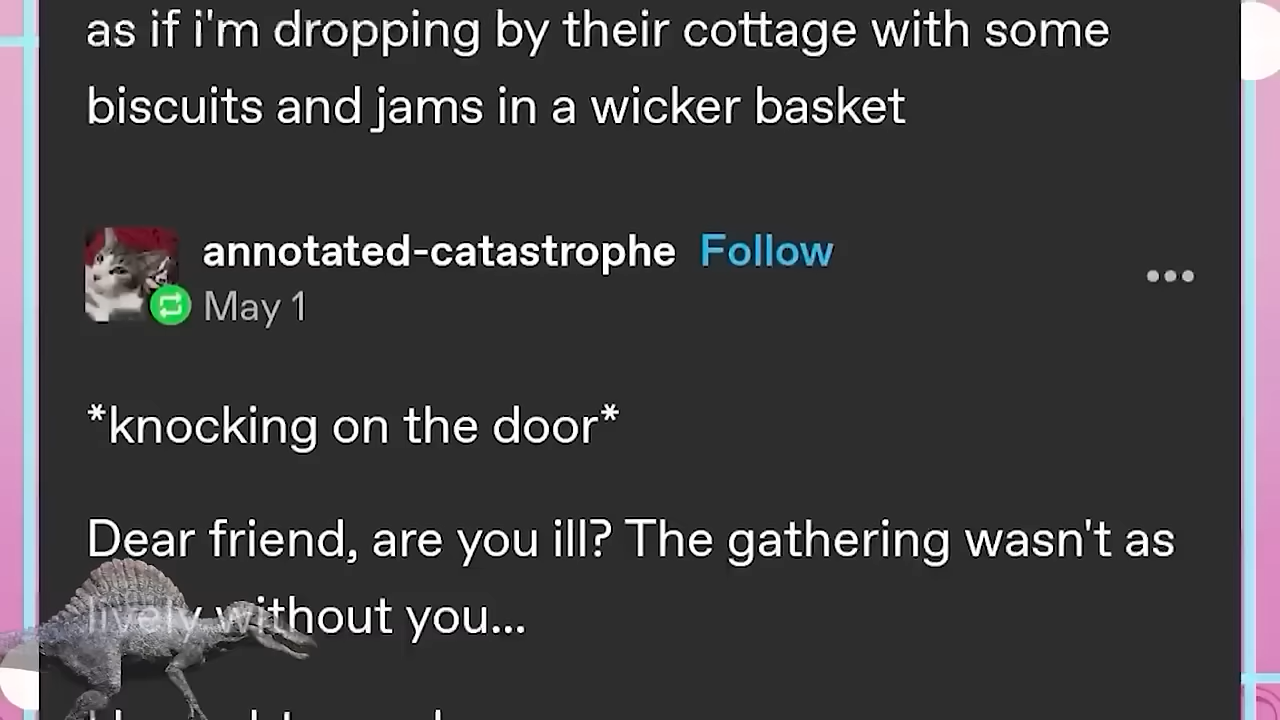 as if i'm dropping by their cottage with some
biscuits and jams in a wicker basket
annotated-catastrophe Follow
May 1
*knocking on the door*
Dear friend, are you ill? The gathering wasn't as
lively without you...